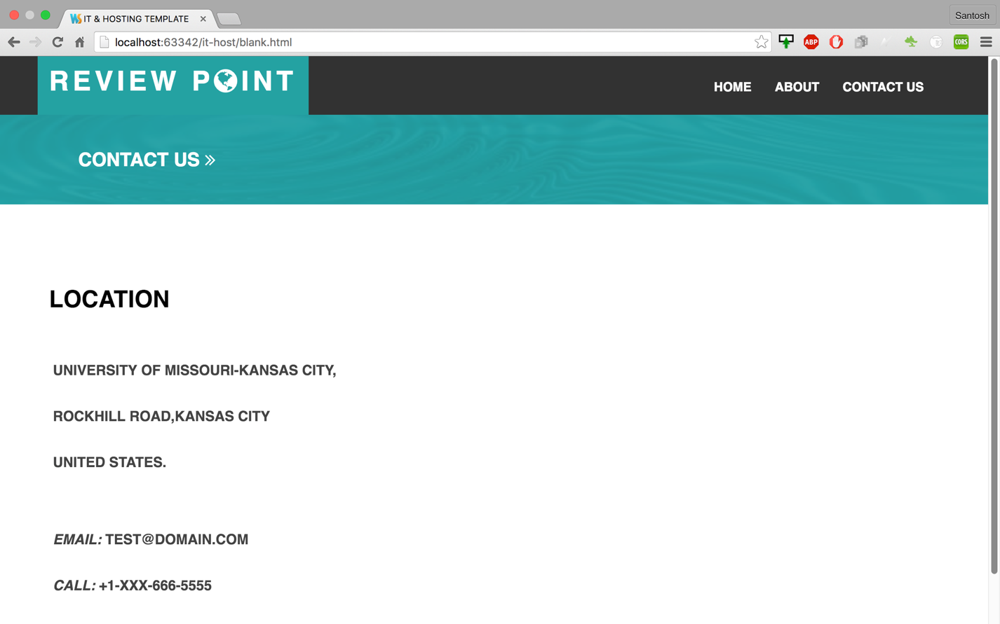 IT & HOSTING TEMPLATE
Santosh
localhost:63342/it-host/blank.html
ABP
CORS
REVIEW POINT
HOME ABOUT CONTACT US
CONTACT US »
LOCATION
UNIVERSITY OF MISSOURI-KANSAS CITY,
ROCKHILL ROAD,KANSAS CITY
UNITED STATES.
EMAIL: TEST@DOMAIN.COM
CALL: +1-XXX-666-5555